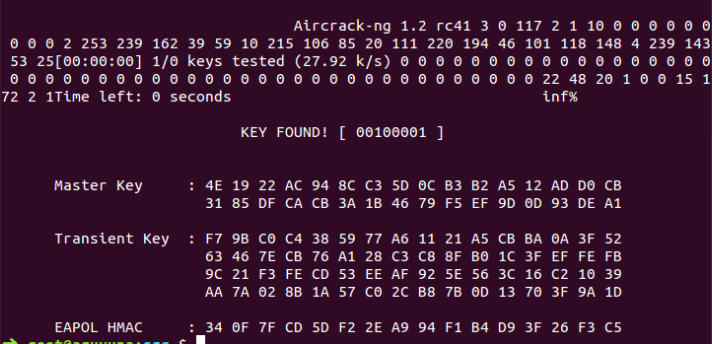 Aircrack-ng 1.2 rc41 3 0 117 2 1 10 0 0 0 0 0 0
0 0 0 2 253 239 162 39 59 10 215 106 85 20 111 220 194 46 101 118 148 4 239 143
53 25[00:00:00] 1/0 keys tested (27.92 k/s) 0 0 0 0 0 0 0 0 0 0 0 0 0 0 0 0 0
0 0 0 0 0 0 0 0 0 0 0 0 0 0 0 0 0 0 0 0 0 0 0 0 0 0 0 22 48 20 1 0 0 15 1
72 2 1Time left: 0 seconds inf%
KEY FOUND! [ 00100001 ]
Master Key : 4E 19 22 AC 94 8C C3 5D 0C B3 B2 A5 12 AD D0 CB
31 85 DF CA CB 3A 1B 46 79 F5 EF 9D 0D 93 DE A1
Transient Key : F7 9B C0 C4 38 59 77 A6 11 21 A5 CB BA 0A 3F 52
63 46 7E CB 76 A1 28 C3 C8 8F B0 1C 3F EF FE FB
9C 21 F3 FE CD 53 EE AF 92 5E 56 3C 16 C2 10 39
AA 7A 02 8B 1A 57 C0 2C B8 7B 0D 13 70 3F 9A 1D
EAPOL HMAC : 34 0F 7F CD 5D F2 2E A9 94 F1 B4 D9 3F 26 F3 C5